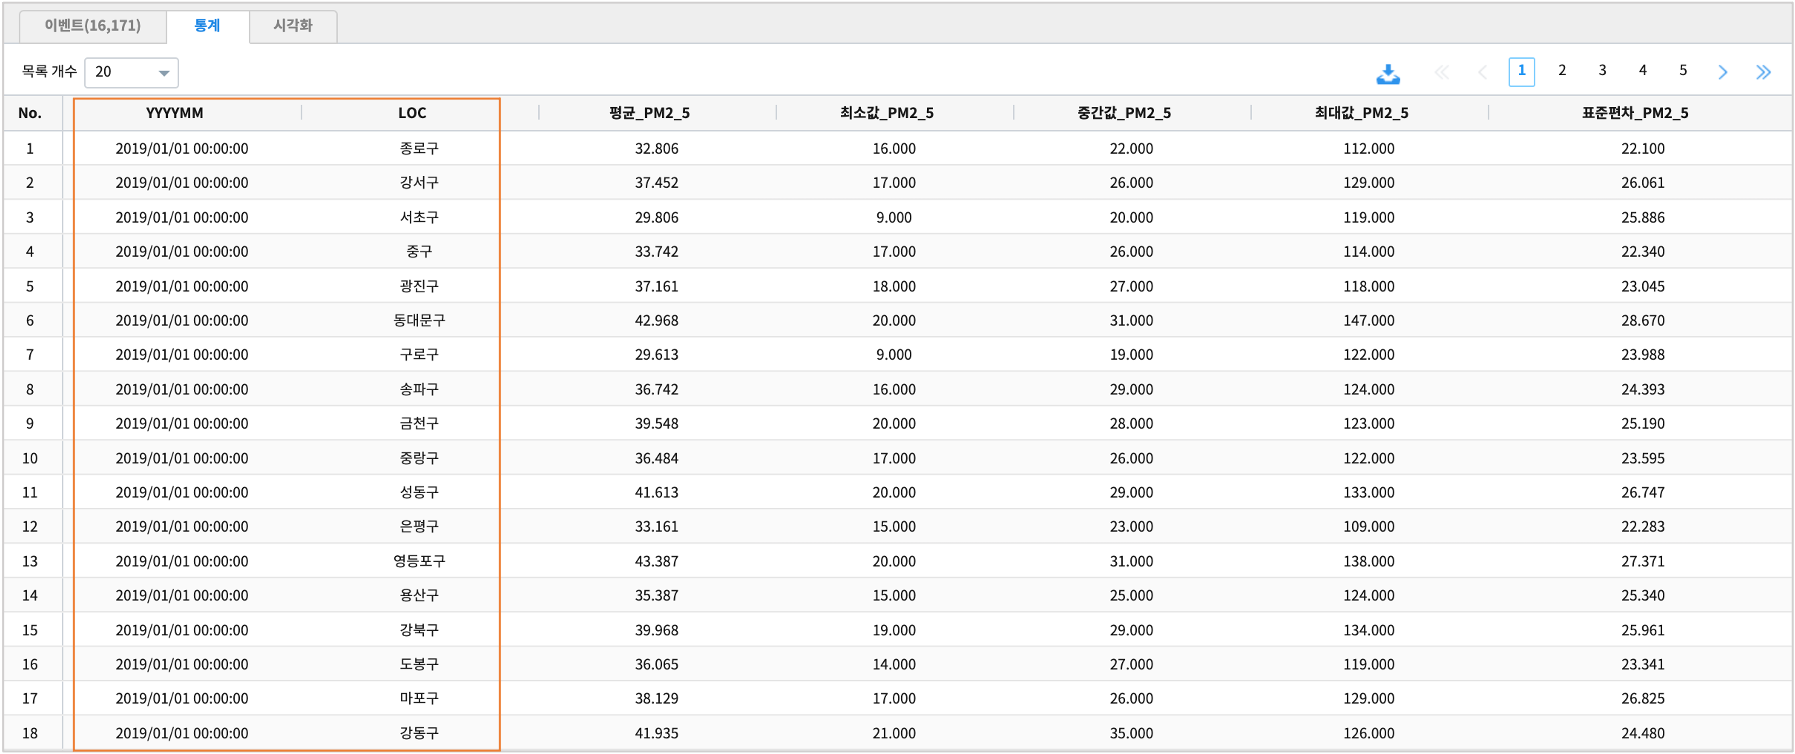 이벤트(16,171) 통계 시각화
목록 개수 20 1 2 3 4 5
No. YYYYMM LOC 평균_PM2_5 최소값_PM2_5 중간값_PM2_5 최대값_PM2_5 표준편차_PM2_5
1 2019/01/01 00:00:00 종로구 32.806 16.000 22.000 112.000 22.100
2 2019/01/01 00:00:00 강서구 37.452 17.000 26.000 129.000 26.061
3 2019/01/01 00:00:00 서초구 29.806 9.000 20.000 119.000 25.886
4 2019/01/01 00:00:00 중구 33.742 17.000 26.000 114.000 22.340
5 2019/01/01 00:00:00 광진구 37.161 18.000 27.000 118.000 23.045
6 2019/01/01 00:00:00 동대문구 42.968 20.000 31.000 147.000 28.670
7 2019/01/01 00:00:00 구로구 29.613 9.000 19.000 122.000 23.988
8 2019/01/01 00:00:00 송파구 36.742 16.000 29.000 124.000 24.393
9 2019/01/01 00:00:00 금천구 39.548 20.000 28.000 123.000 25.190
10 2019/01/01 00:00:00 중랑구 36.484 17.000 26.000 122.000 23.595
11 2019/01/01 00:00:00 성동구 41.613 20.000 29.000 133.000 26.747
12 2019/01/01 00:00:00 은평구 33.161 15.000 23.000 109.000 22.283
13 2019/01/01 00:00:00 영등포구 43.387 20.000 31.000 138.000 27.371
14 2019/01/01 00:00:00 용산구 35.387 15.000 25.000 124.000 25.340
15 2019/01/01 00:00:00 강북구 39.968 19.000 29.000 134.000 25.961
16 2019/01/01 00:00:00 도봉구 36.065 14.000 27.000 119.000 23.341
17 2019/01/01 00:00:00 마포구 38.129 17.000 26.000 129.000 26.825
18 2019/01/01 00:00:00 강동구 41.935 21.000 35.000 126.000 24.480